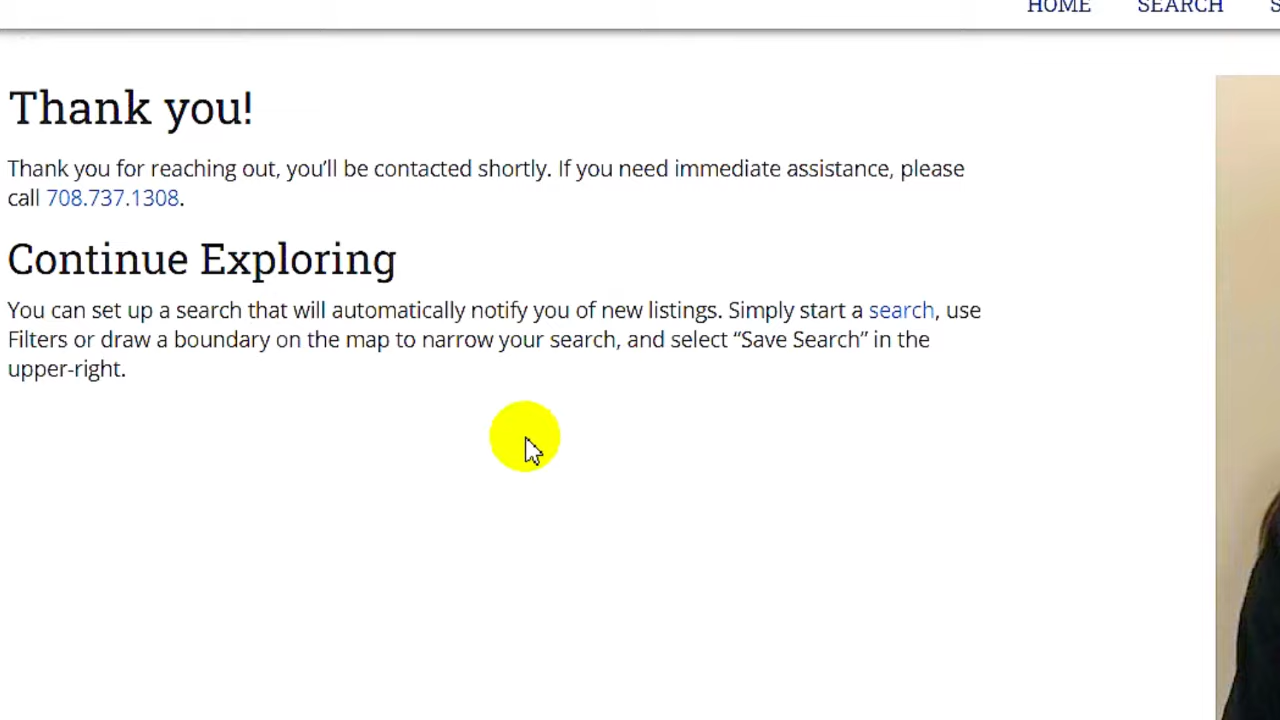 HOME SEARCH S
Thank you!
Thank you for reaching out, you’ll be contacted shortly. If you need immediate assistance, please
call 708.737.1308.
Continue Exploring
You can set up a search that will automatically notify you of new listings. Simply start a search, use
Filters or draw a boundary on the map to narrow your search, and select “Save Search” in the
upper-right.